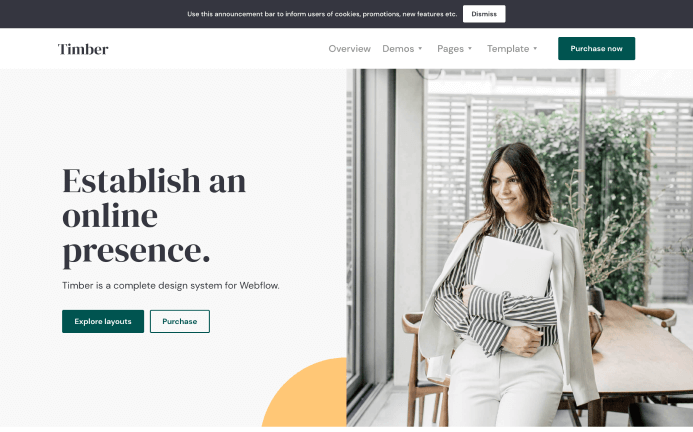 Use this announcement bar to inform users of cookies, promotions, new features etc. Dismiss
Timber Overview Demos Pages Template Purchase now
Establish an
online
presence.
Timber is a complete design system for Webflow.
Explore layouts Purchase